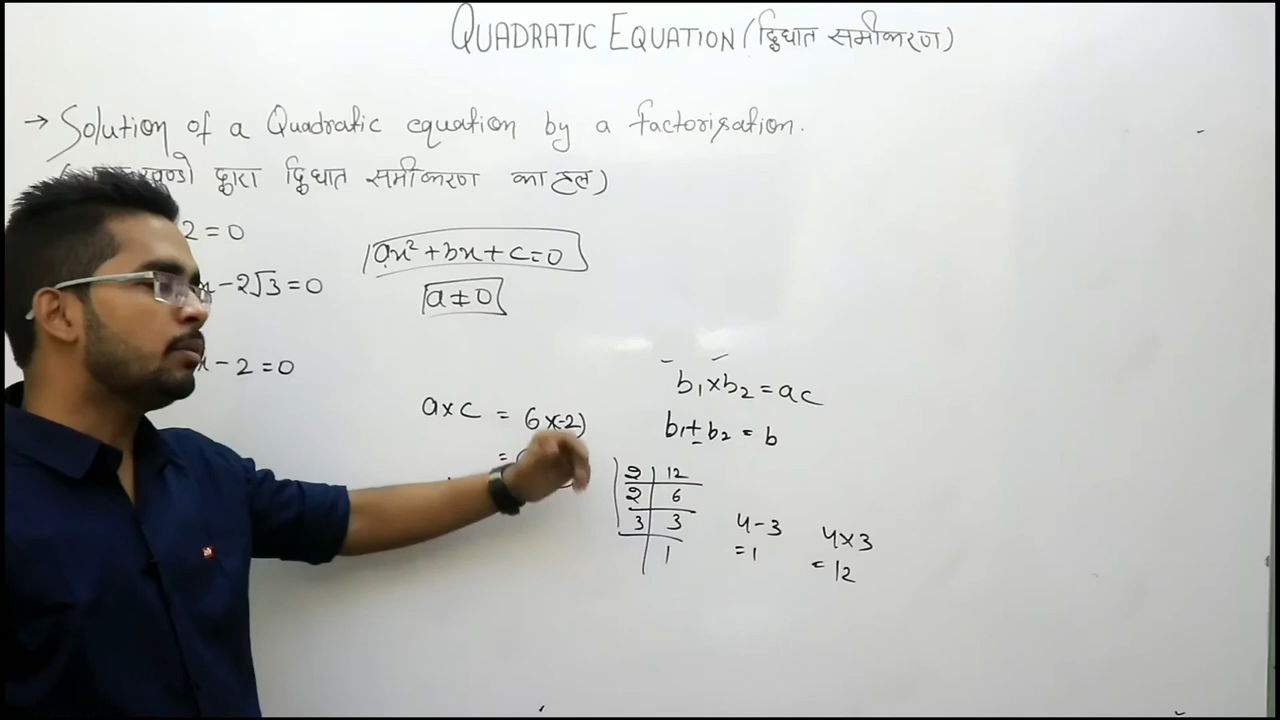 QUADRATIC EQUATION (द्विघात समीकरण)
→ Solution of a Quadratic equation by a factorisation.
द्वारा द्विघात समीकरण का हल)
2 = 0
ax² + bx + c = 0
x - 2√3 = 0
a ≠ 0
x - 2 = 0
b₁ × b₂ = ac
a × c = 6 × -2)
b₁ ± b₂ = b
=
2 | 12
2 | 6
3 | 3 4 - 3 4 × 3
1 = 1 = 12